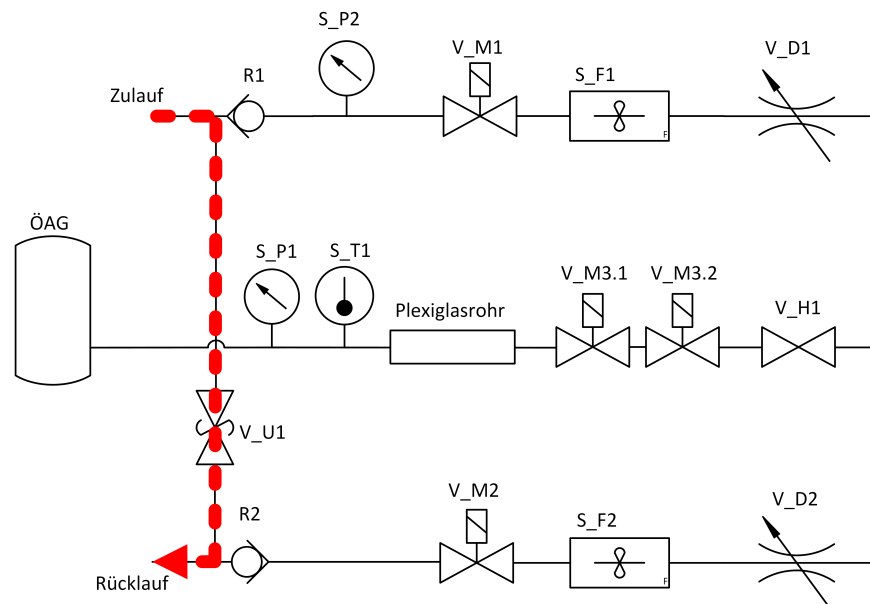 S_P2
V_M1
V_D1
R1
S_F1
Zulauf
F
ÖAG
S_P1
S_T1
V_M3.1
V_M3.2
Plexiglasrohr
V_H1
V_U1
V_M2
V_D2
R2
S_F2
Rücklauf
F